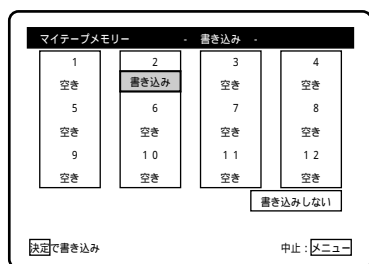 マイテープメモリー - 書き込み -
1 2 3 4
空き 書き込み 空き 空き
5 6 7 8
空き 空き 空き 空き
9 10 11 12
空き 空き 空き 空き
書き込みしない
決定で書き込み 中止：メニュー